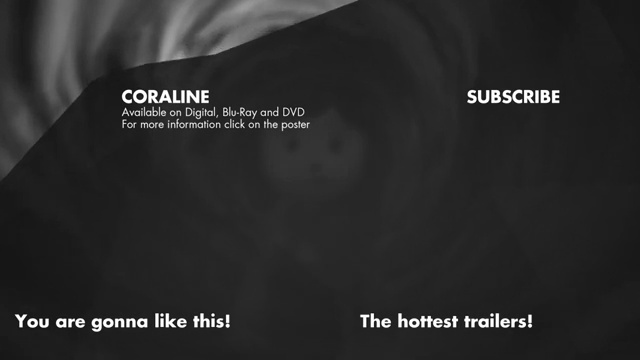 CORALINE
Available on Digital, Blu-Ray and DVD
For more information click on the poster
SUBSCRIBE
You are gonna like this!
The hottest trailers!